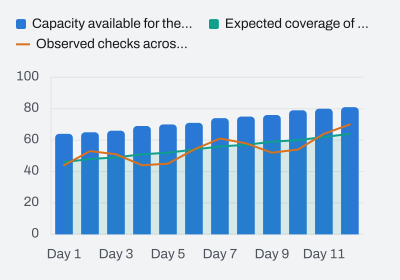 Capacity available for the...
Expected coverage of ...
Observed checks acros...
100
80
60
40
20
0
Day 1 Day 3 Day 5 Day 7 Day 9 Day 11